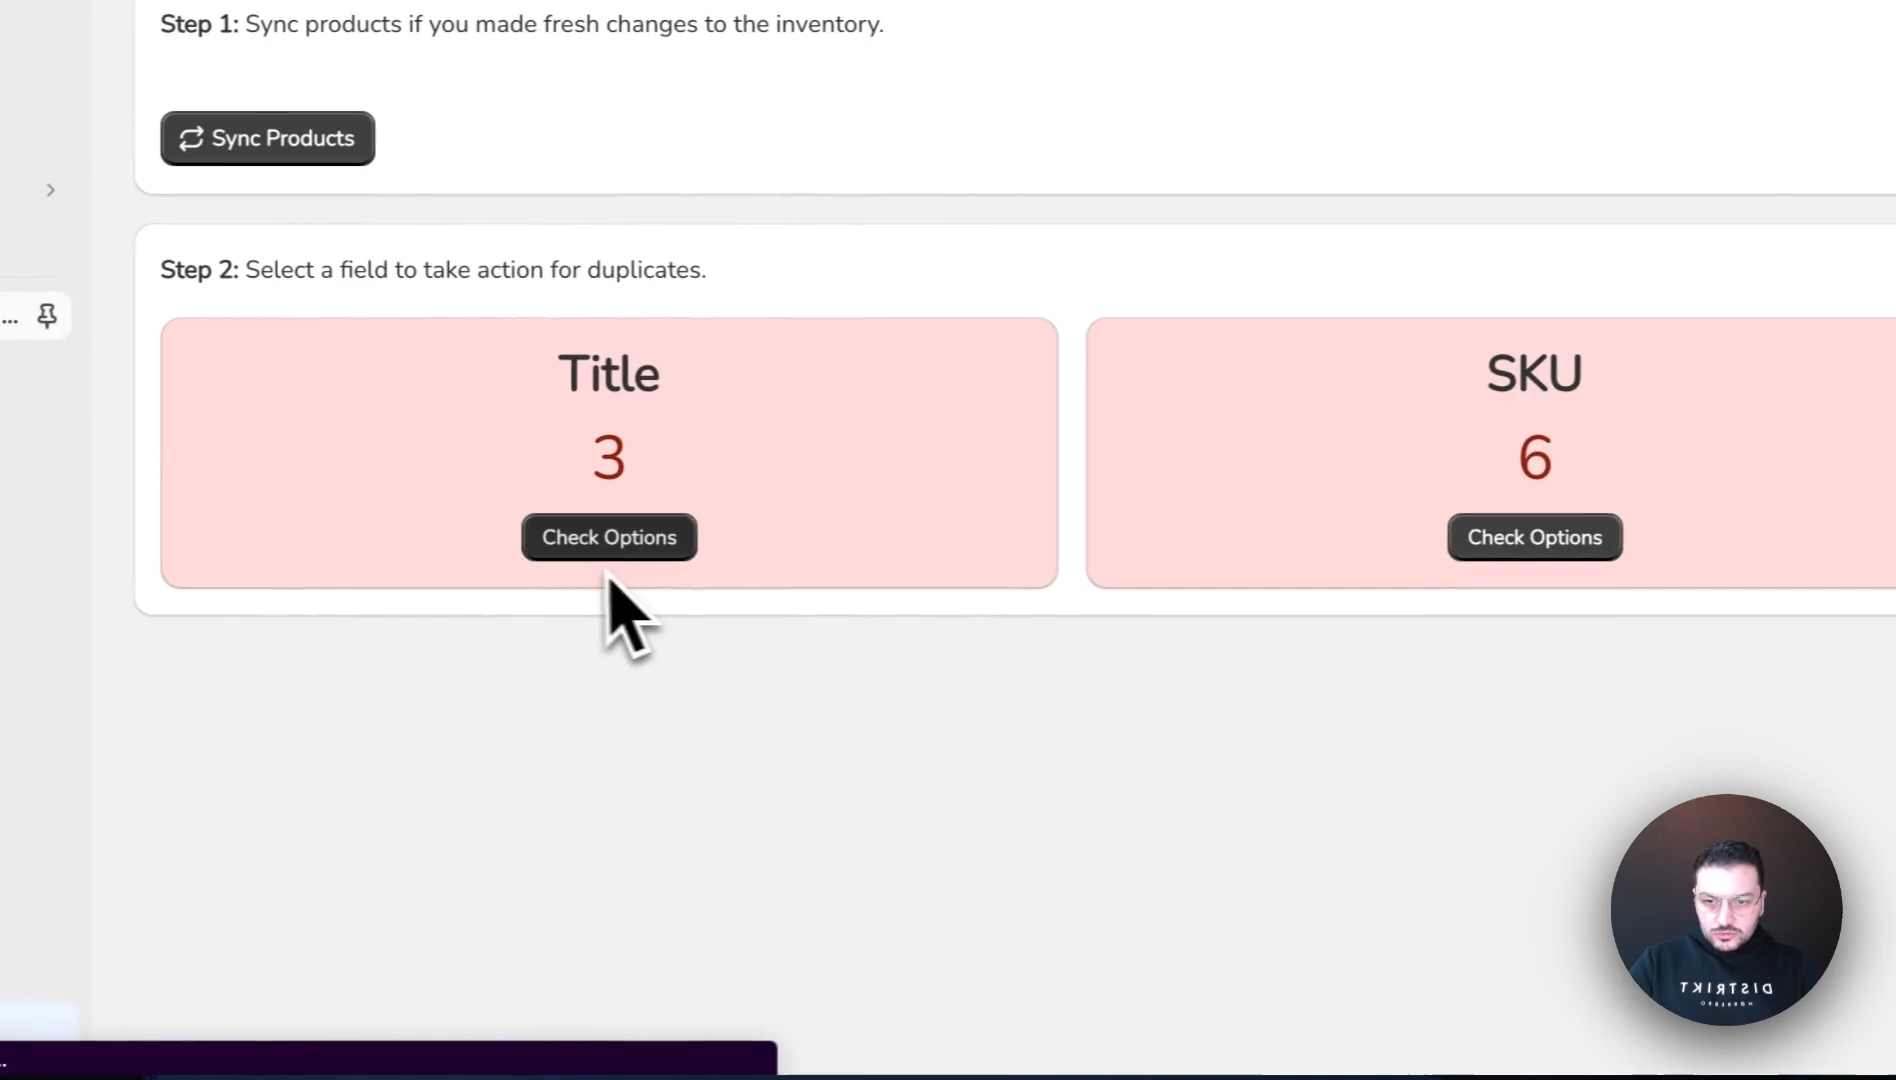 Step 1: Sync products if you made fresh changes to the inventory.
Sync Products
Step 2: Select a field to take action for duplicates.
Title
SKU
3
6
Check Options
Check Options
...
DISTRIKT